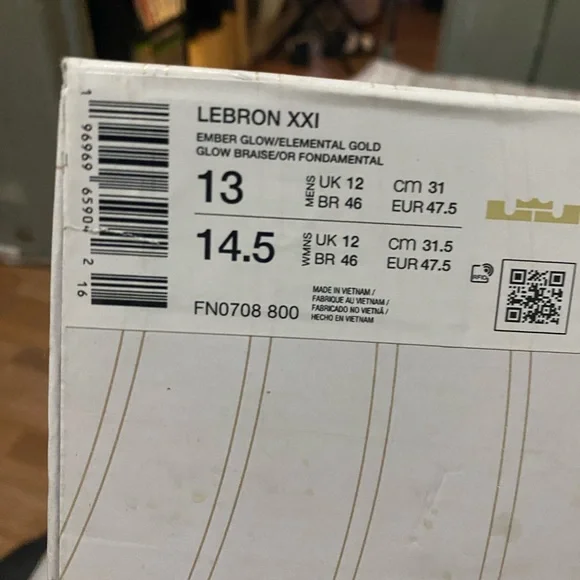 LEBRON XXI
EMBER GLOW/ELEMENTAL GOLD
GLOW BRAISE/OR FONDAMENTAL
13 MENS UK 12 CM 31
BR 46 EUR 47.5
14.5 WMNS UK 12 CM 31.5
BR 46 EUR 47.5
FN0708 800
MADE IN VIETNAM /
FABRIQUE AU VIETNAM /
FABRICADO NO VIETNÃ /
HECHO EN VIETNAM
RFID
1 96969 65904 2 16